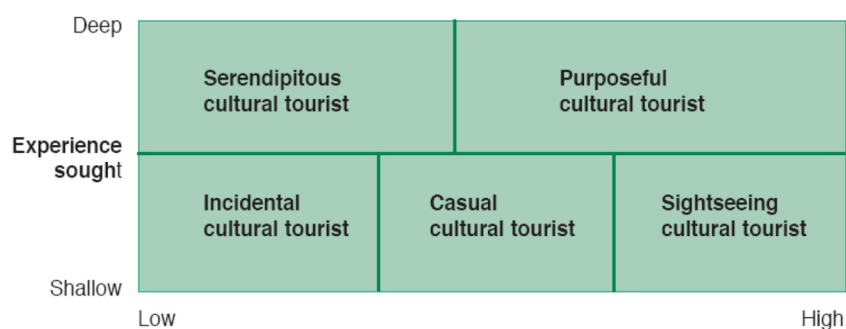 Deep
Serendipitous
cultural tourist
Purposeful
cultural tourist
Experience
sought
Incidental
cultural tourist
Casual
cultural tourist
Sightseeing
cultural tourist
Shallow
Low
High